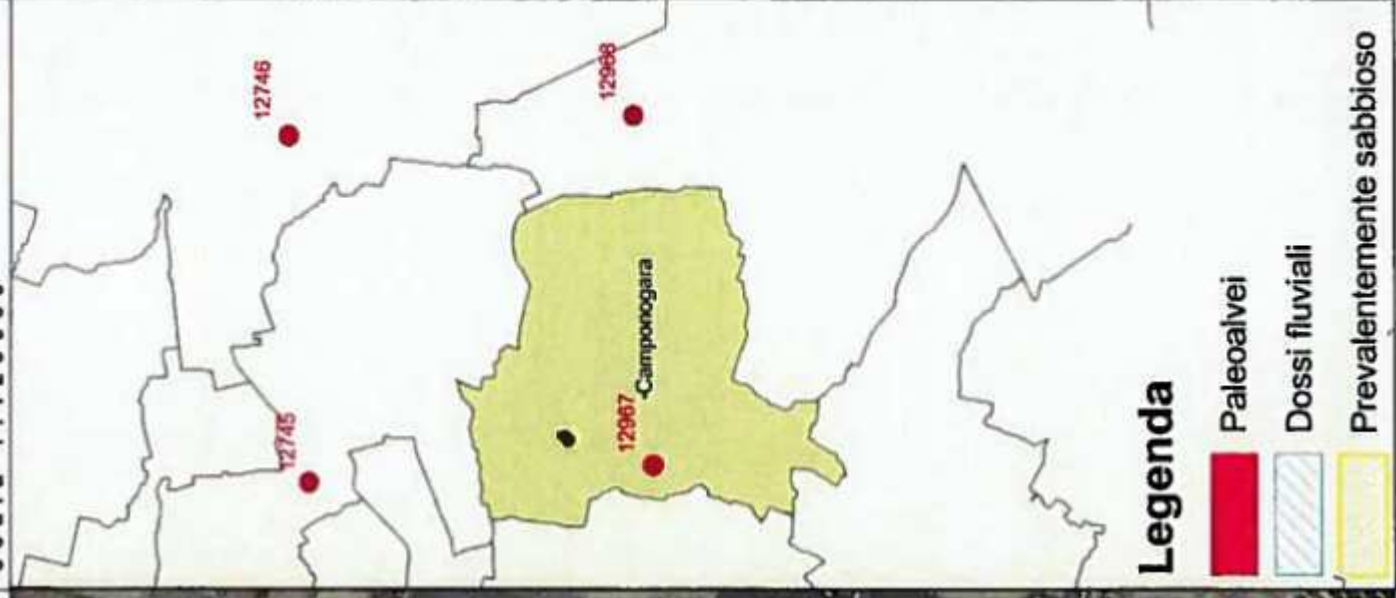 12745
12746
12967
12968
Camponogara
Legenda
Paleoalvei
Dossi fluviali
Prevalentemente sabbioso